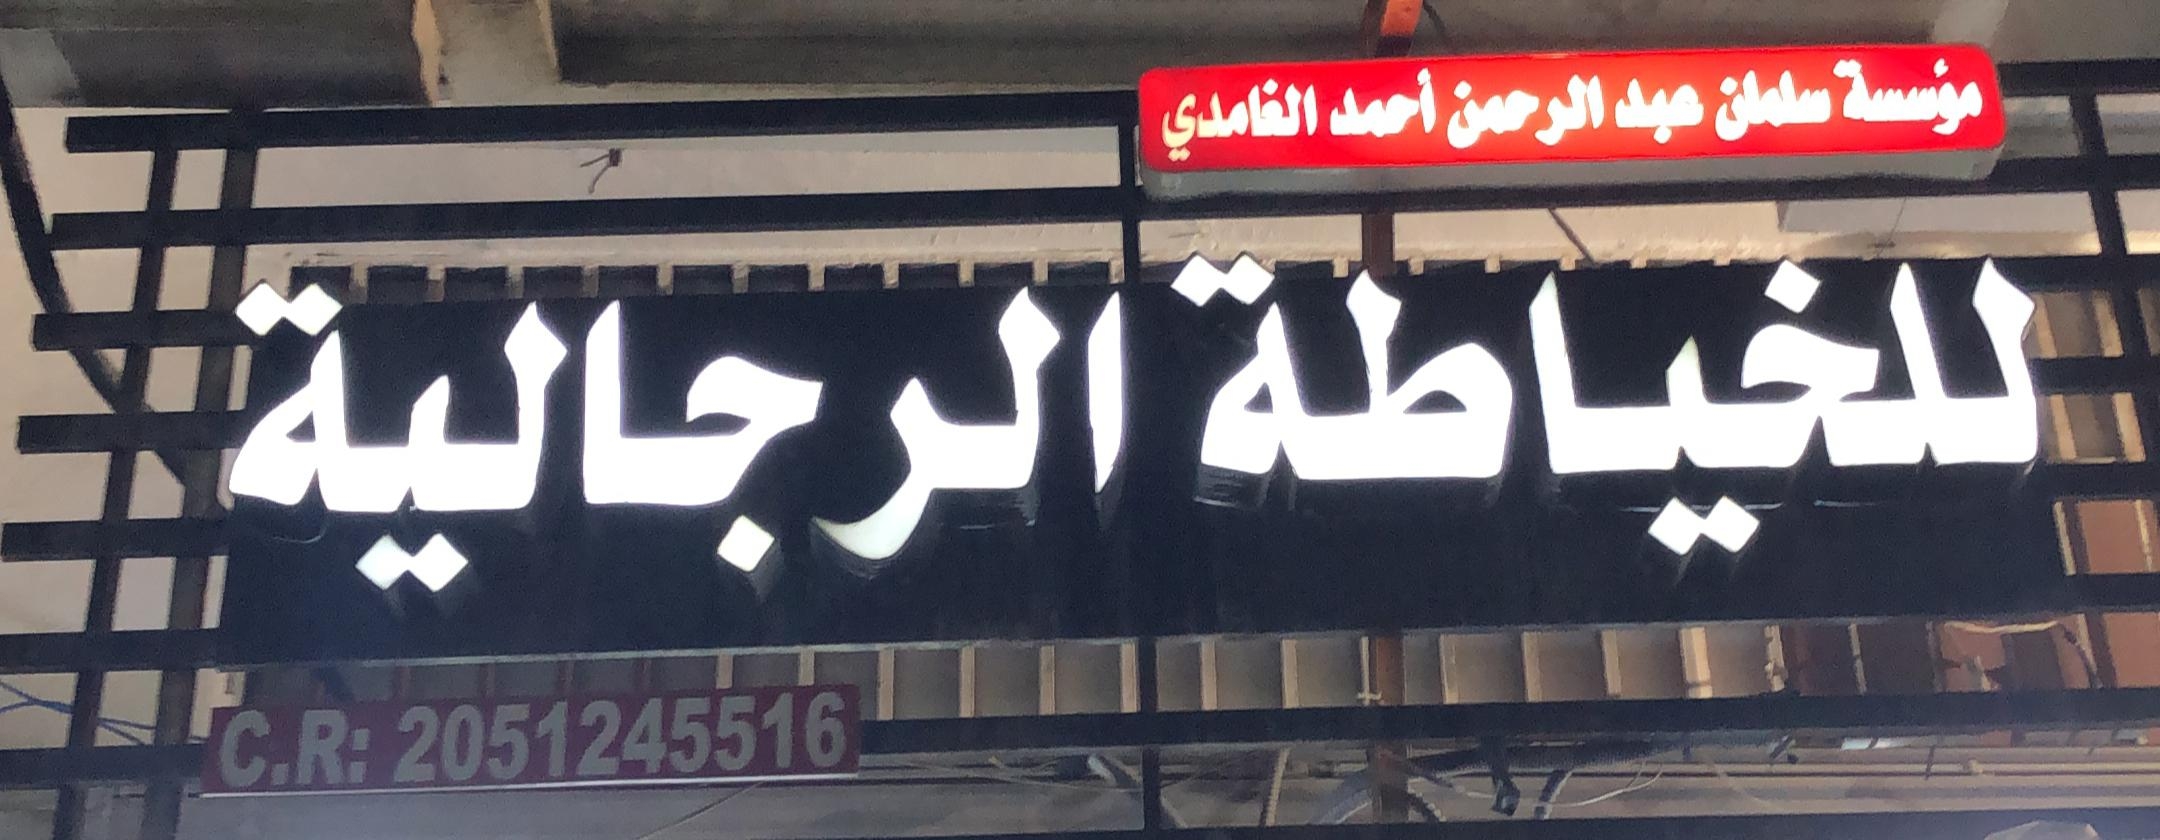 مؤسسة سلمان عبد الرحمن أحمد الغامدي
للخياطة الرجالية
C.R: 2051245516